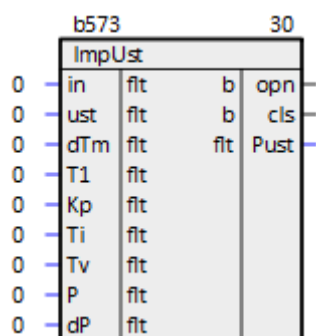 b573 30
ImpUst
0 in flt b opn
0 ust flt b cls
0 dTm flt flt Pust
0 T1 flt
0 Kp flt
0 Ti flt
0 Tv flt
0 P flt
0 dP flt